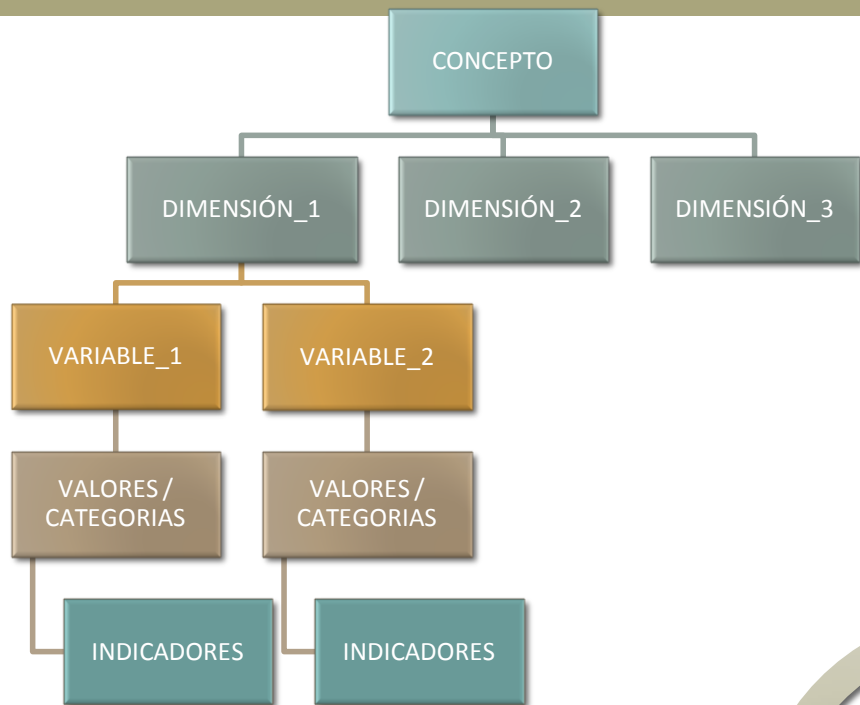 CONCEPTO
DIMENSIÓN_1
DIMENSIÓN_2
DIMENSIÓN_3
VARIABLE_1
VARIABLE_2
VALORES /
CATEGORIAS
VALORES /
CATEGORIAS
INDICADORES
INDICADORES